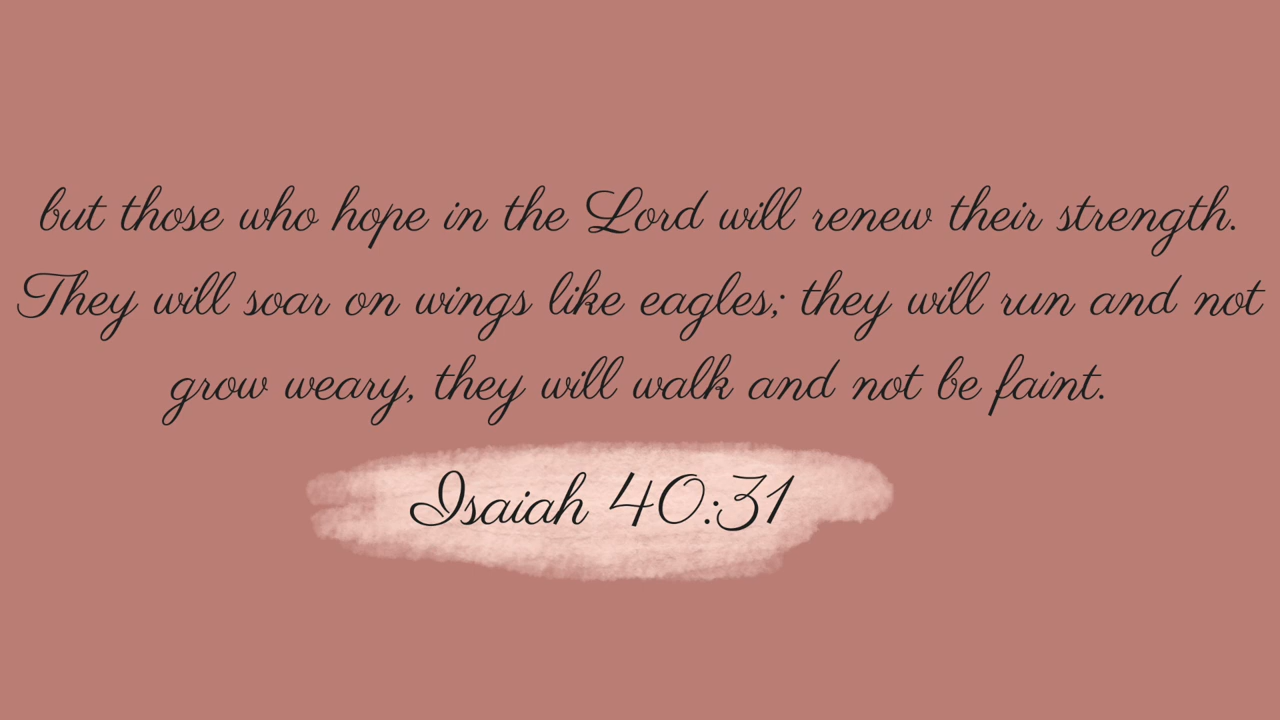 but those who hope in the Lord will renew their strength.
They will soar on wings like eagles; they will run and not
grow weary, they will walk and not be faint.
Isaiah 40:31